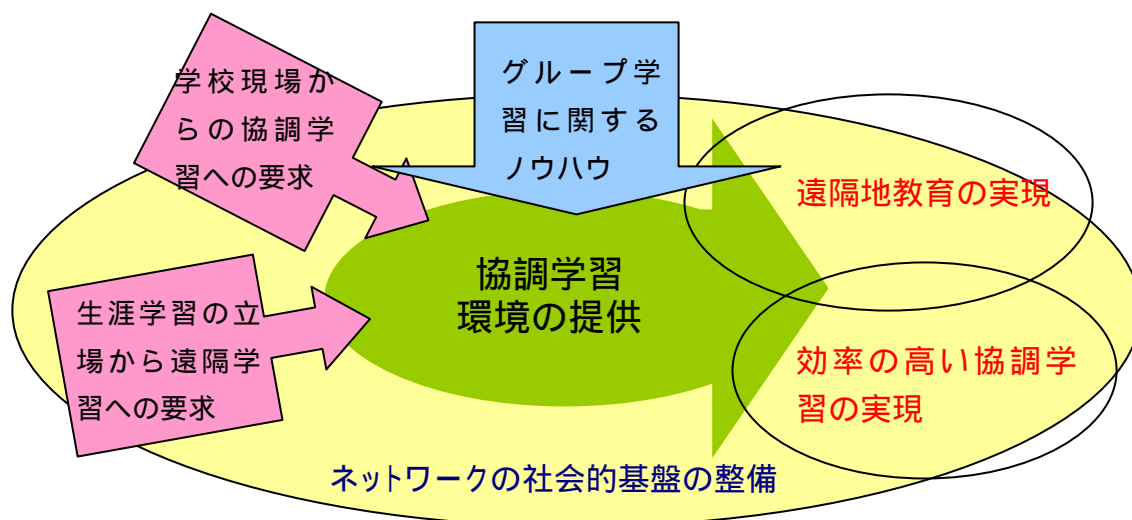 学校現場か
らの協調学
習への要求
グループ学
習に関する
ノウハウ
遠隔地教育の実現
協調学習
環境の提供
生涯学習の立
場から遠隔学
習への要求
効率の高い協調学
習の実現
ネットワークの社会的基盤の整備